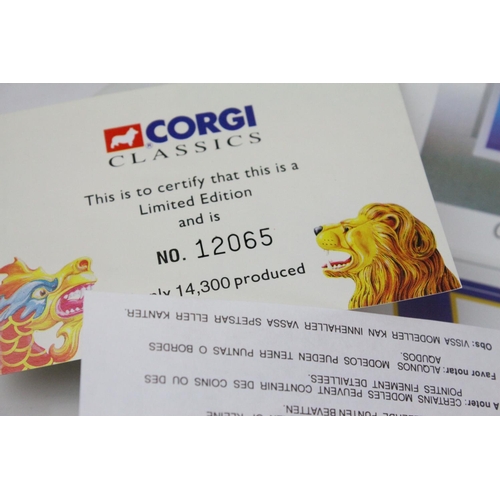 CORGI
CLASSICS
This is to certify that this is a
Limited Edition
and is
NO. 12065
14,300 produced
Obs: VISSA MODELLER KAN INNEHALLER VASSA SPETSAR ELLER KANTER.
Favor notar: ALGUNOS MODELOS PUEDEN TENER PUNTAS O BORDES
AGUDOS.
A noter: CERTAINS MODELES PEUVENT CONTENIR DES COINS OU DES
POINTES FINEMENT DETAILLEES.
PUNTEN BEVATTEN.